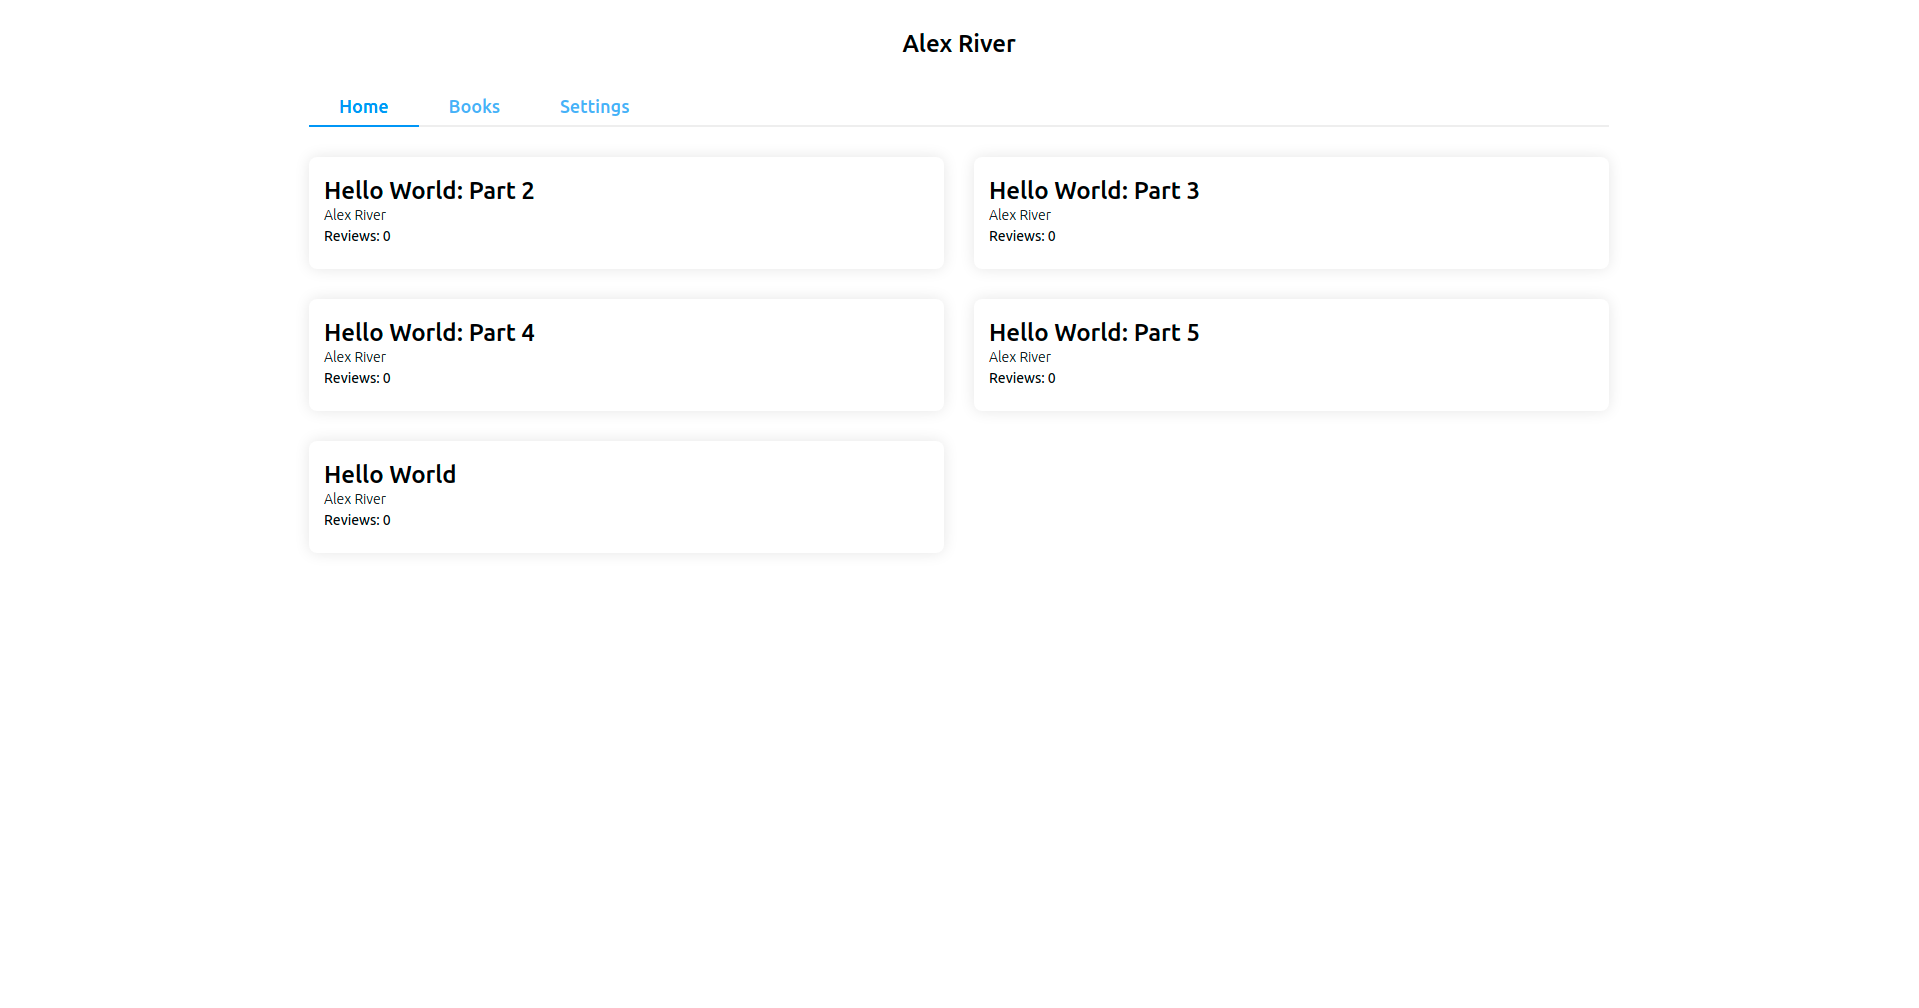 Alex River
Home Books Settings
Hello World: Part 2
Alex River
Reviews: 0
Hello World: Part 3
Alex River
Reviews: 0
Hello World: Part 4
Alex River
Reviews: 0
Hello World: Part 5
Alex River
Reviews: 0
Hello World
Alex River
Reviews: 0